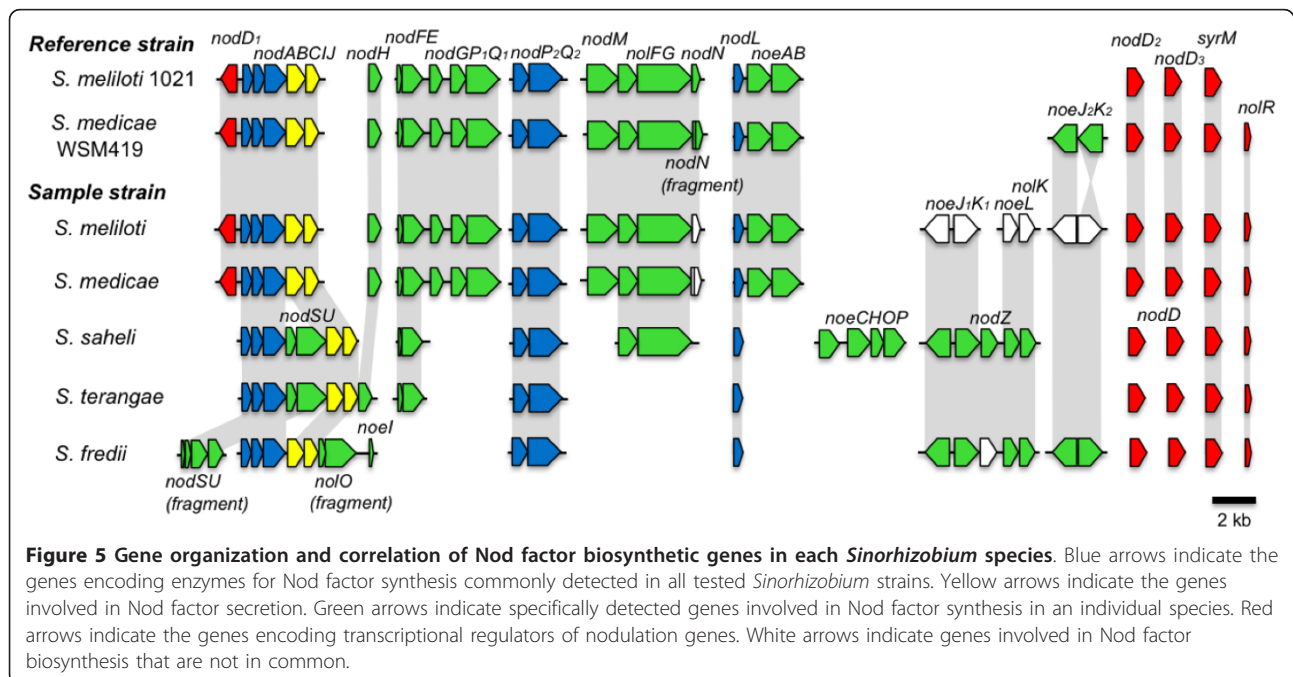 Reference strain nodD1 nodABCIJ nodH nodFE nodGP1Q1 nodP2Q2 nodM nolFG nodN nodL noeAB nodD2 nodD3 syrM
S. meliloti 1021
S. medicae WSM419 nodN (fragment) noeJ2K2 nolR
Sample strain
S. meliloti noeJ1K1 noeL nolK
S. medicae
S. saheli nodSU noeCHOP nodZ nodD
S. terangae
S. fredii nodSU (fragment) nolO (fragment) noeI
2 kb
Figure 5 Gene organization and correlation of Nod factor biosynthetic genes in each Sinorhizobium species. Blue arrows indicate the
genes encoding enzymes for Nod factor synthesis commonly detected in all tested Sinorhizobium strains. Yellow arrows indicate the genes
involved in Nod factor secretion. Green arrows indicate specifically detected genes involved in Nod factor synthesis in an individual species. Red
arrows indicate the genes encoding transcriptional regulators of nodulation genes. White arrows indicate genes involved in Nod factor
biosynthesis that are not in common.